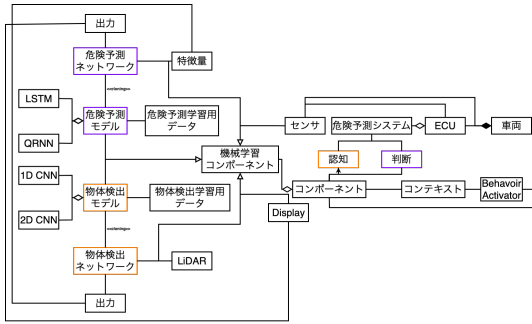 出力
危険予測
ネットワーク
特徴量
LSTM
QRNN
危険予測
モデル
危険予測学習用
データ
センサ
危険予測システム
ECU
車両
機械学習
コンポーネント
認知
判断
1D CNN
2D CNN
物体検出
モデル
物体検出学習用
データ
コンポーネント
コンテキスト
Behavoir
Activator
Display
物体検出
ネットワーク
LiDAR
出力